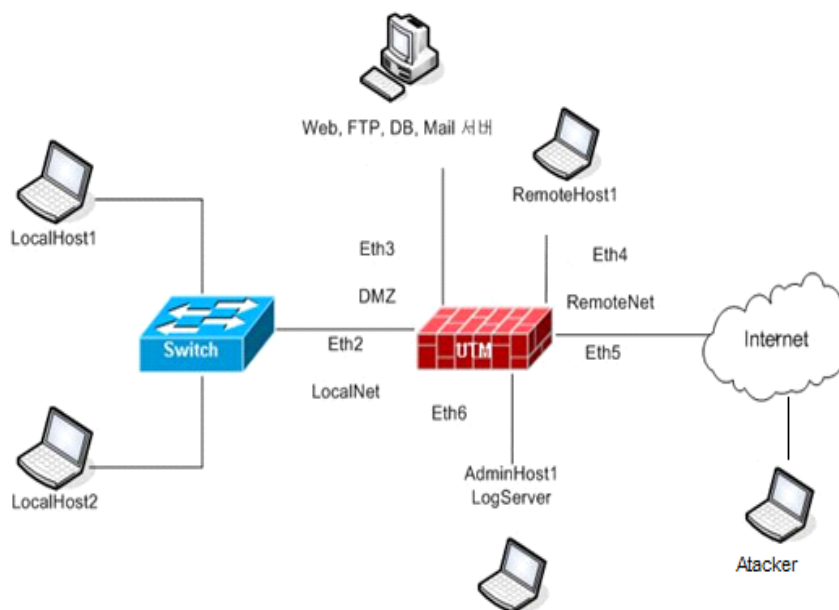 Web, FTP, DB, Mail 서버
RemoteHost1
LocalHost1
Eth3
Eth4
DMZ
RemoteNet
Switch
Eth2
UTM
Eth5
Internet
LocalNet
Eth6
AdminHost1
LogServer
LocalHost2
Atacker